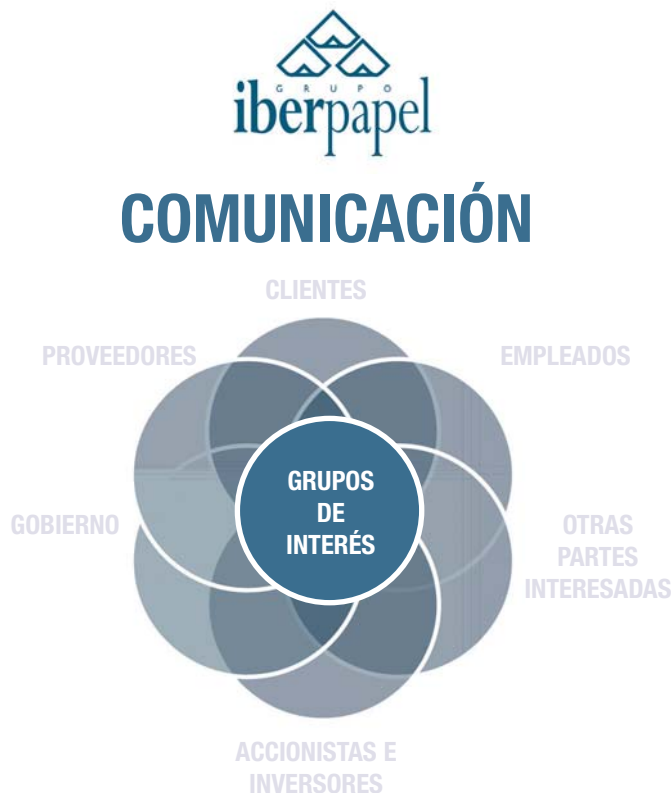 GRUPO
iberpapel
COMUNICACIÓN
CLIENTES
PROVEEDORES
EMPLEADOS
GRUPOS
DE
INTERÉS
GOBIERNO
OTRAS
PARTES
INTERESADAS
ACCIONISTAS E
INVERSORES